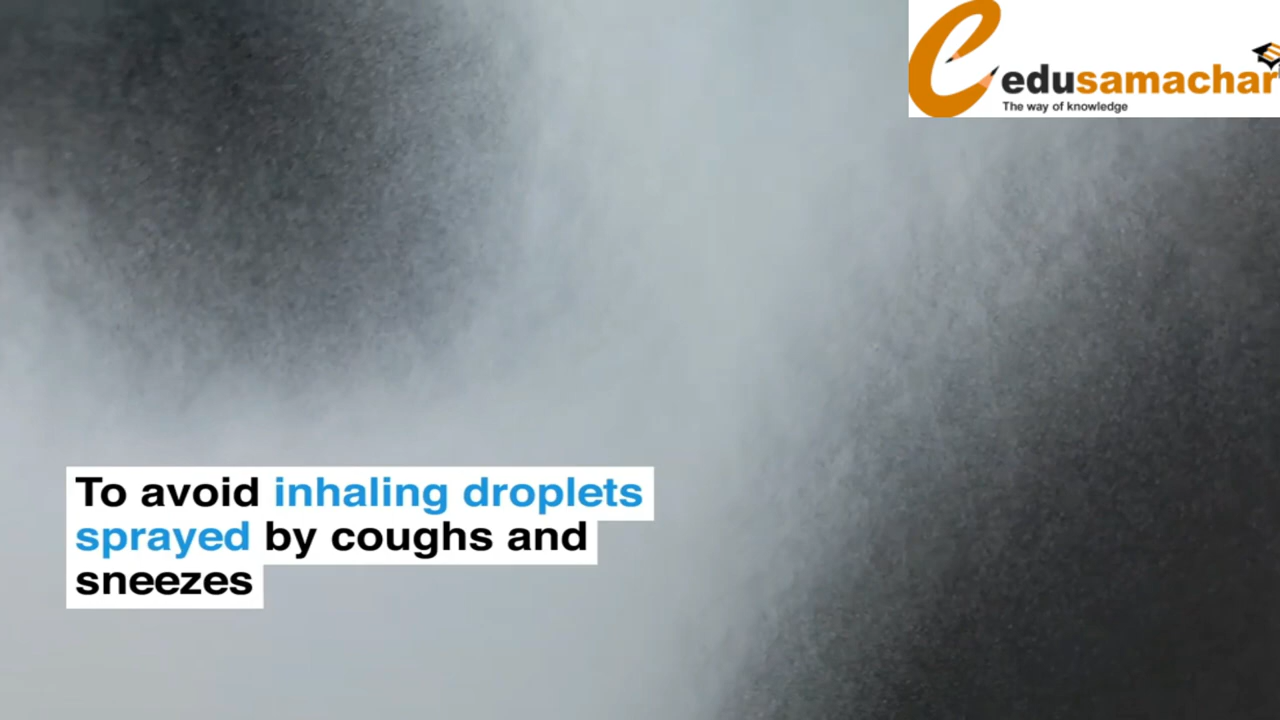 edusamachar
The way of knowledge
To avoid inhaling droplets
sprayed by coughs and
sneezes